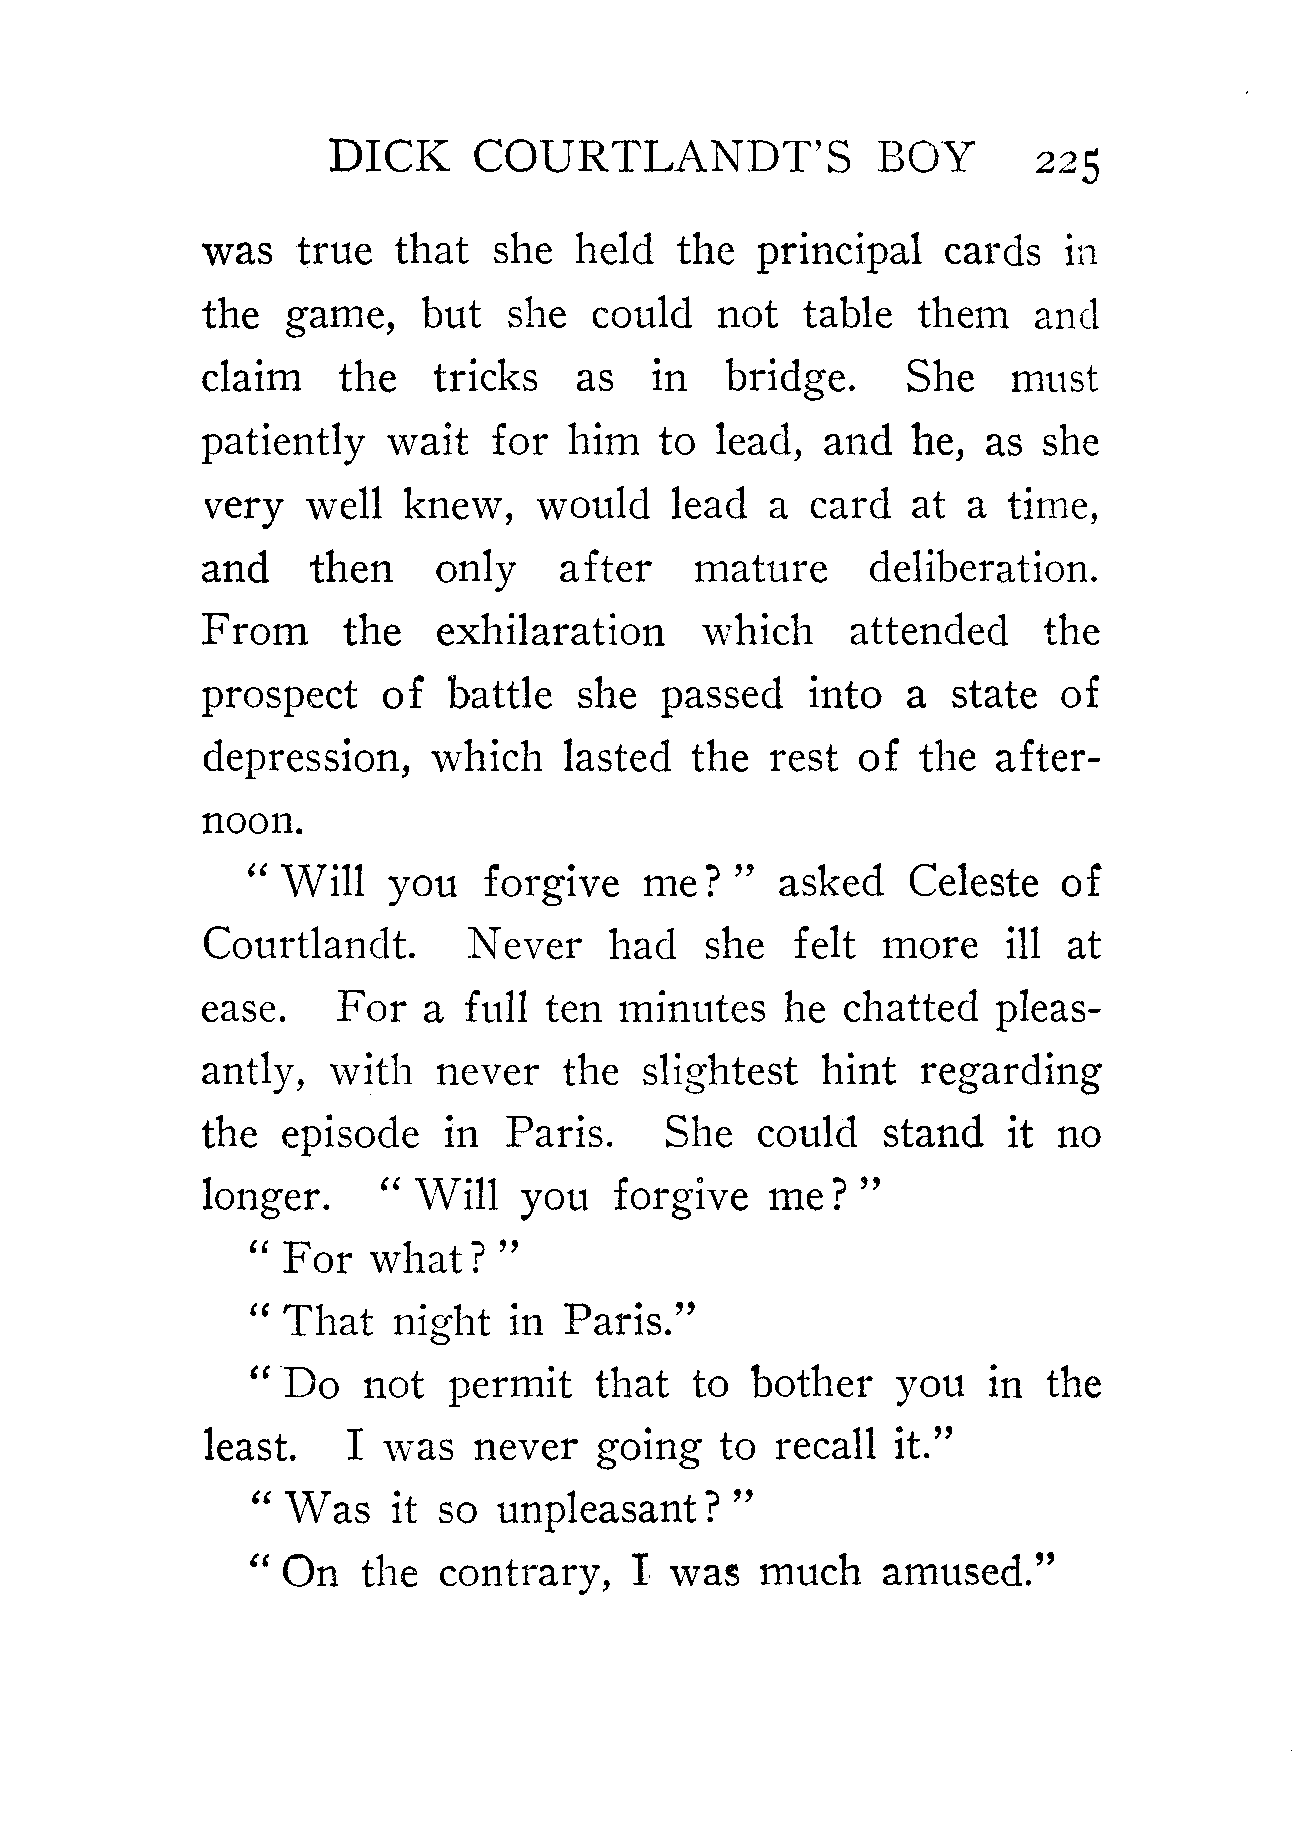 DICK COURTLANDT'S BOY 225
was true that she held the principal cards in
the game, but she could not table them and
claim the tricks as in bridge. She must
patiently wait for him to lead, and he, as she
very well knew, would lead a card at a time,
and then only after mature deliberation.
From the exhilaration which attended the
prospect of battle she passed into a state of
depression, which lasted the rest of the after-
noon.
“ Will you forgive me? ” asked Celeste of
Courtlandt. Never had she felt more ill at
ease. For a full ten minutes he chatted pleas-
antly, with never the slightest hint regarding
the episode in Paris. She could stand it no
longer. “ Will you forgive me? ”
“ For what? ”
“ That night in Paris.”
“ Do not permit that to bother you in the
least. I was never going to recall it.”
“ Was it so unpleasant? ”
“ On the contrary, I was much amused.”